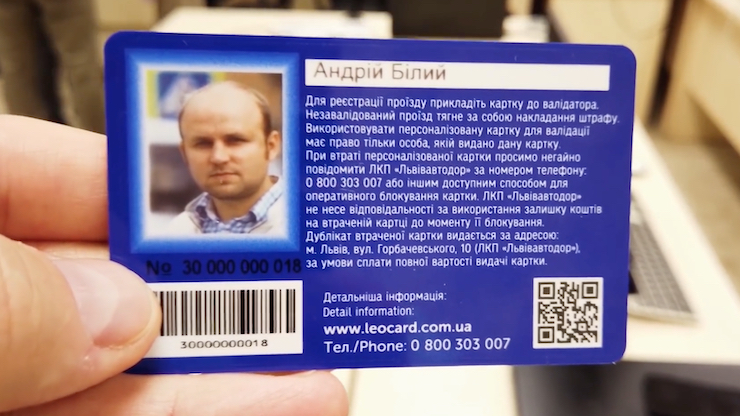 Андрій Білий
Для реєстрації проїзду прикладіть картку до валідатора.
Незавалідований проїзд тягне за собою накладання штрафу.
Використовувати персоналізовану картку для валідації
має право тільки особа, якій видано дану картку.
При втраті персоналізованої картки просимо негайно
повідомити ЛКП «Львівавтодор» за номером телефону:
0 800 303 007 або іншим доступним способом для
оперативного блокування картки. ЛКП «Львівавтодор»
не несе відповідальності за використання залишку коштів
на втраченій картці до моменту її блокування.
Дублікат втраченої картки видається за адресою:
м. Львів, вул. Горбачевського, 10 (ЛКП «Львівавтодор»),
за умови сплати повної вартості видачі картки.
№ 30 000 000 018
30000000018
Детальніша інформація:
Detail information:
www.leocard.com.ua
Тел./Phone: 0 800 303 007